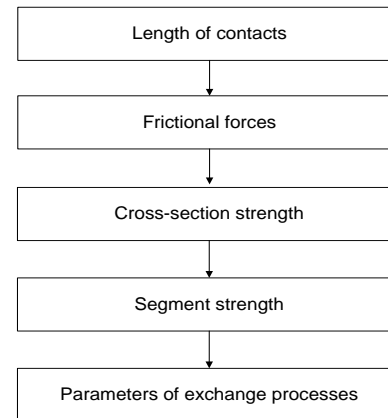 Length of contacts
Frictional forces
Cross-section strength
Segment strength
Parameters of exchange processes